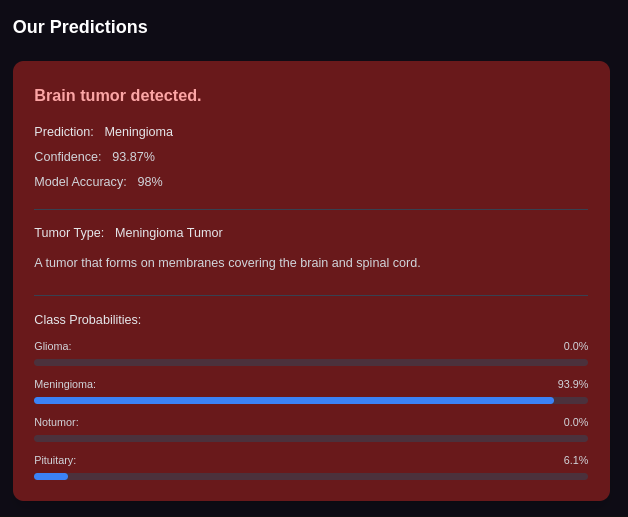 Our Predictions
Brain tumor detected.
Prediction: Meningioma
Confidence: 93.87%
Model Accuracy: 98%
Tumor Type: Meningioma Tumor
A tumor that forms on membranes covering the brain and spinal cord.
Class Probabilities:
Glioma: 0.0%
Meningioma: 93.9%
Notumor: 0.0%
Pituitary: 6.1%